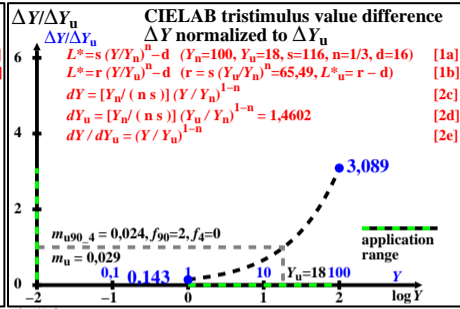 ΔY/ΔYu CIELAB tristimulus value difference
ΔY/ΔYu ΔY normalized to ΔYu
6 L*=s (Y/Yn)^n–d (Yn=100, Yu=18, s=116, n=1/3, d=16) [1a]
L*=r (Y/Yu)^n–d (r = s (Yu/Yn)^n=65,49, L*u = r – d) [1b]
dY = [Yn/ ( n s )] (Y / Yn)^1–n [2c]
dYu = [Yn/ ( n s )] (Yu / Yn)^1–n = 1,4602 [2d]
dY / dYu = (Y / Yu)^1–n [2e]
4
3,089
2
mu90_4 = 0,024, f90=2, f4=0
application
range
mu = 0,029
0,1 0.143 1 10 Yu=18 100 Y
0
–2 –1 0 1 2 log Y